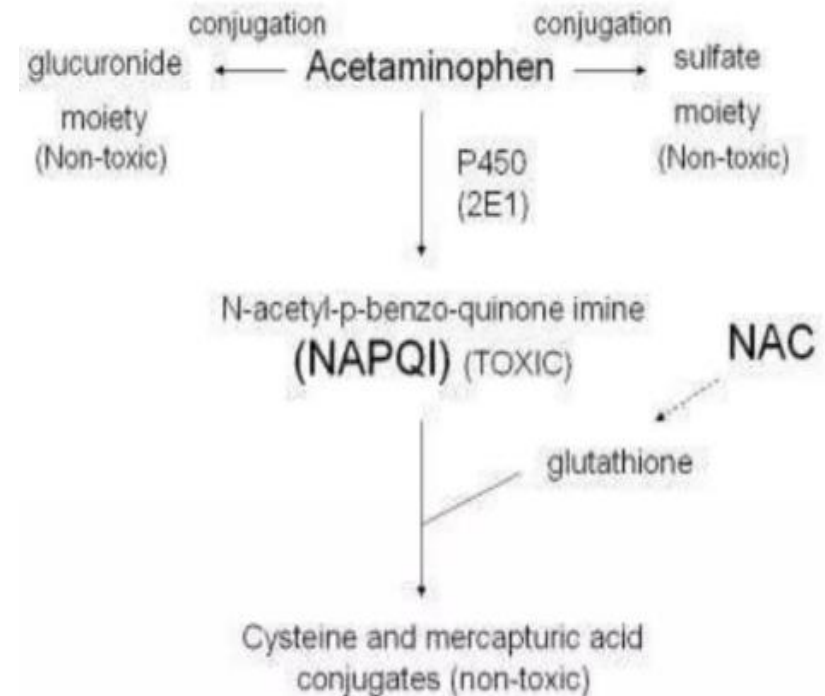 conjugation
conjugation
glucuronide
Acetaminophen
sulfate
moiety
(Non-toxic)
moiety
(Non-toxic)
P450
(2E1)
N-acetyl-p-benzo-quinone imine
(NAPQI) (TOXIC)
NAC
glutathione
Cysteine and mercapturic acid
conjugates (non-toxic)